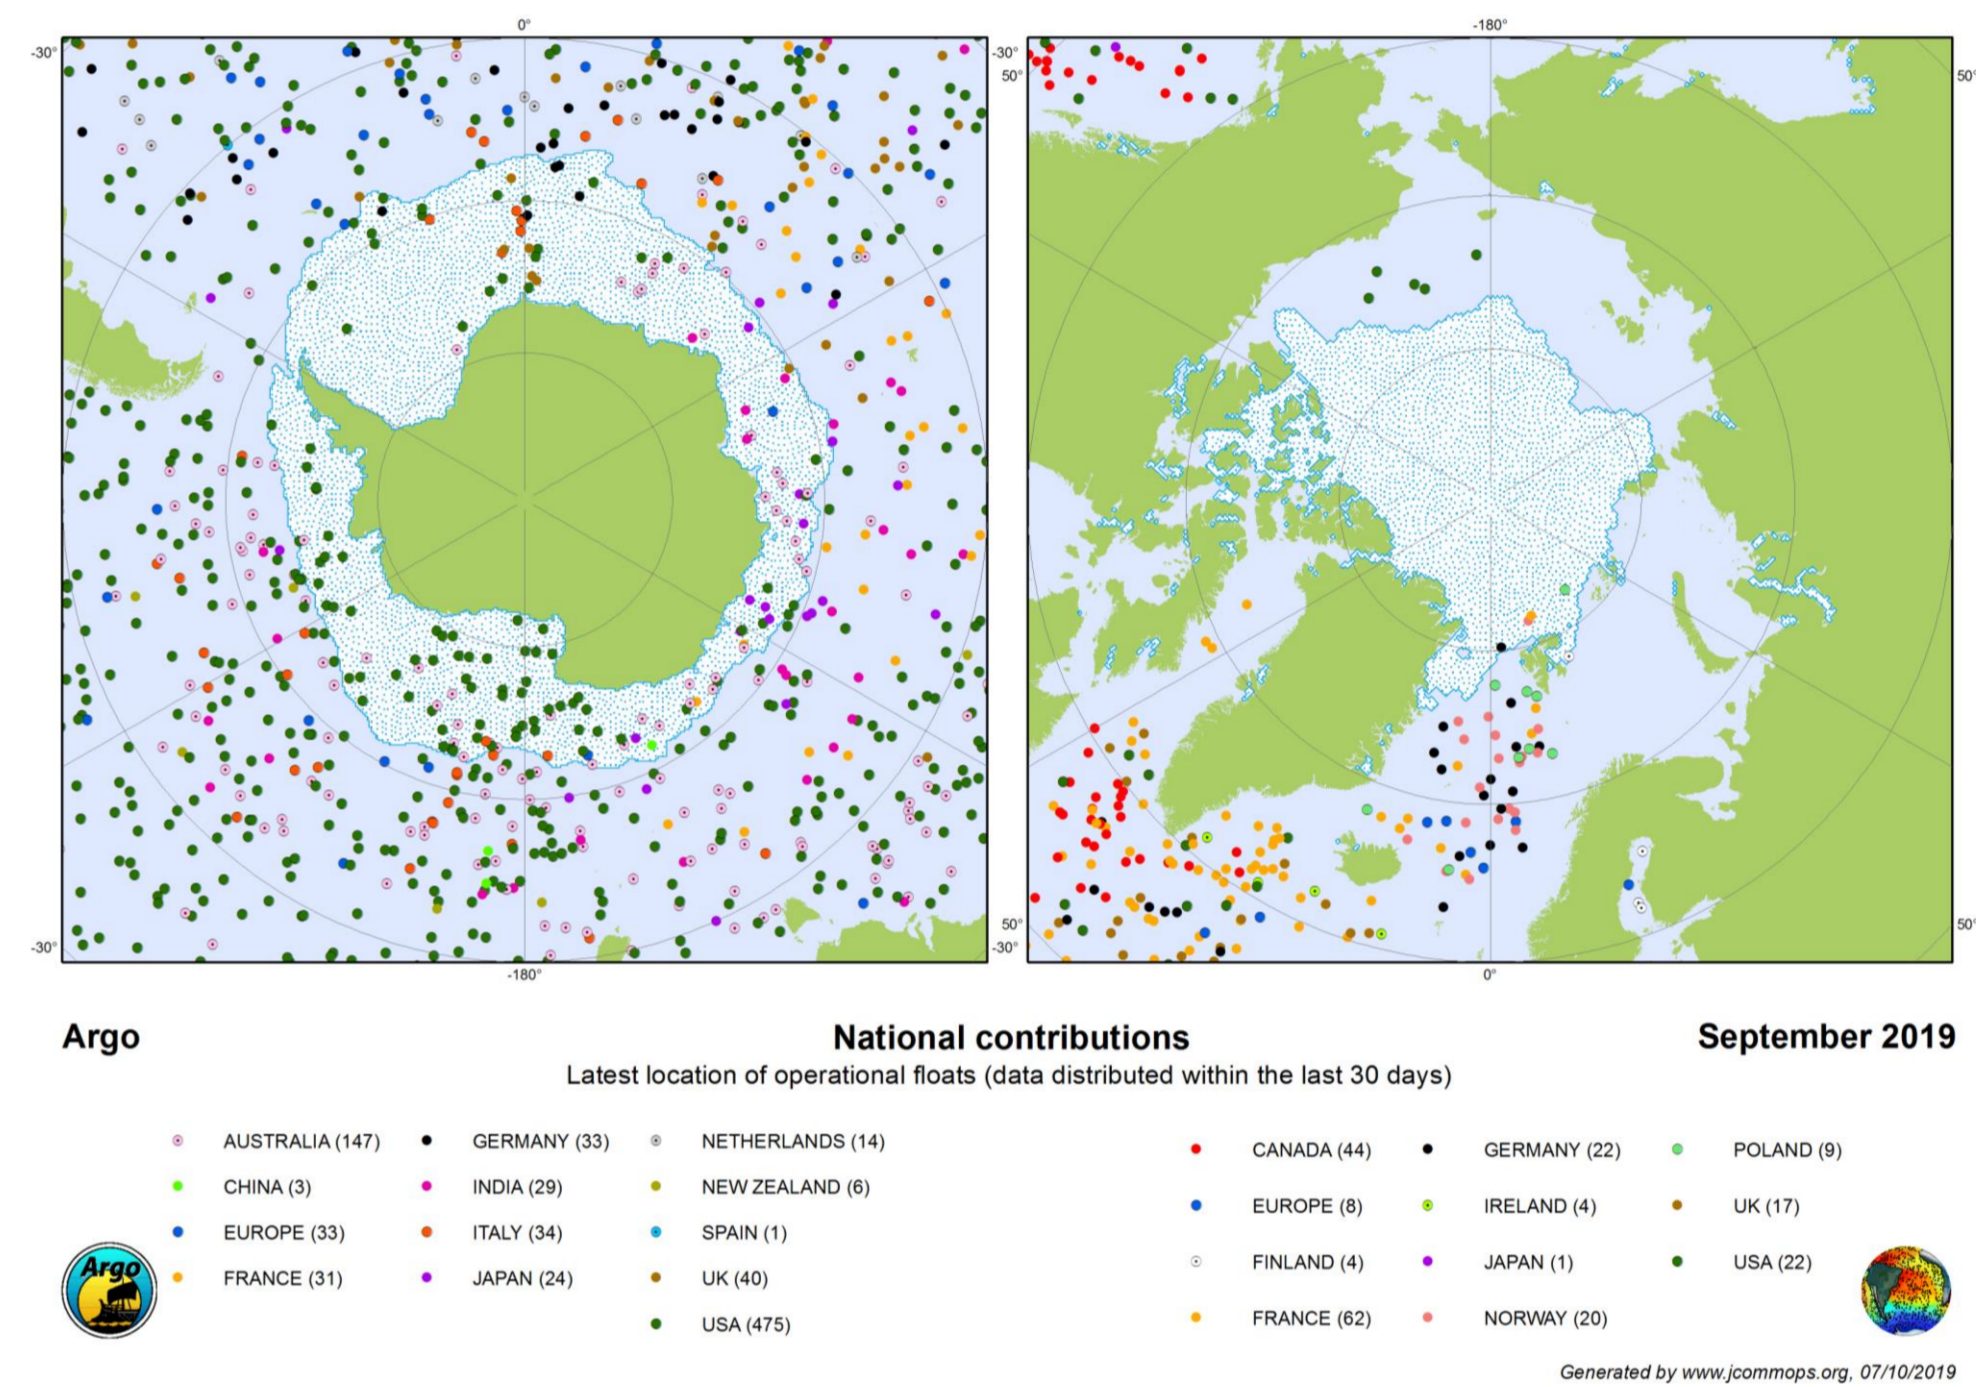 0°
-180°
-30°
-30°
50°
50°
-30°
50°
-30°
50°
-180°
0°
Argo
National contributions
September 2019
Latest location of operational floats (data distributed within the last 30 days)
AUSTRALIA (147)
GERMANY (33)
NETHERLANDS (14)
CHINA (3)
INDIA (29)
NEW ZEALAND (6)
EUROPE (33)
ITALY (34)
SPAIN (1)
FRANCE (31)
JAPAN (24)
UK (40)
USA (475)
CANADA (44)
GERMANY (22)
POLAND (9)
EUROPE (8)
IRELAND (4)
UK (17)
FINLAND (4)
JAPAN (1)
USA (22)
FRANCE (62)
NORWAY (20)
Argo
Generated by www.jcommops.org, 07/10/2019